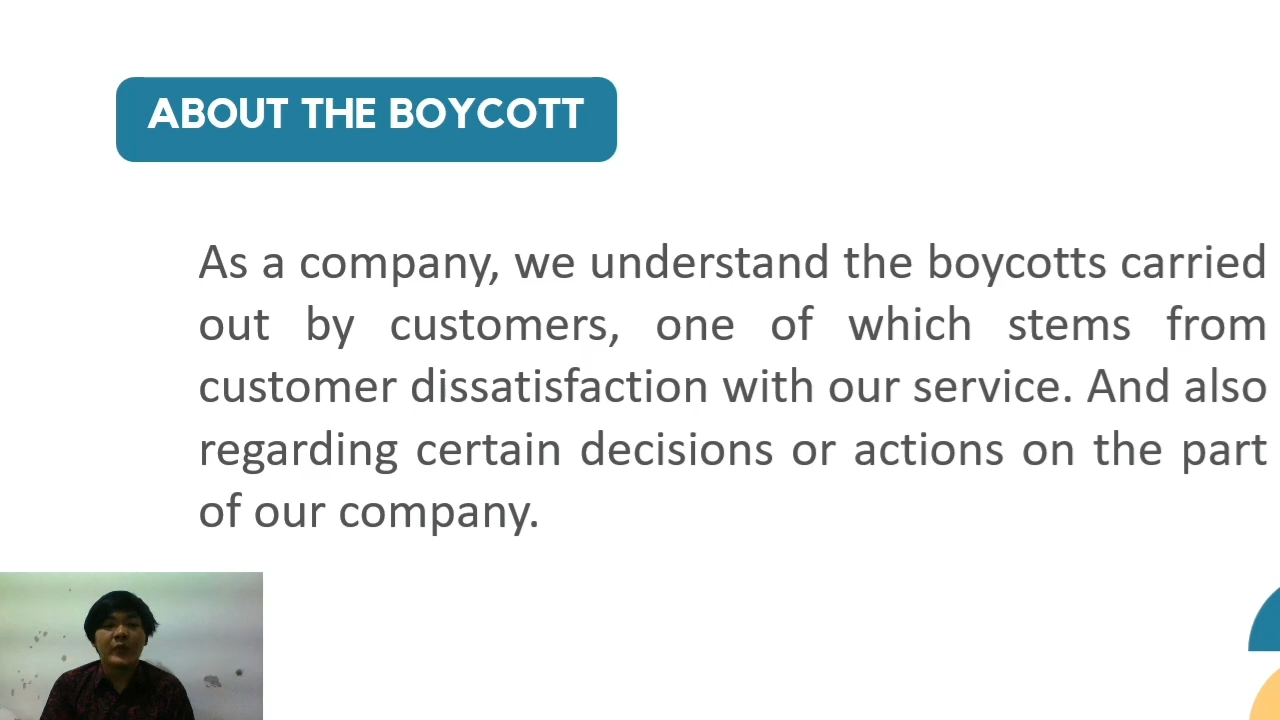 ABOUT THE BOYCOTT
As a company, we understand the boycotts carried
out by customers, one of which stems from
customer dissatisfaction with our service. And also
regarding certain decisions or actions on the part
of our company.